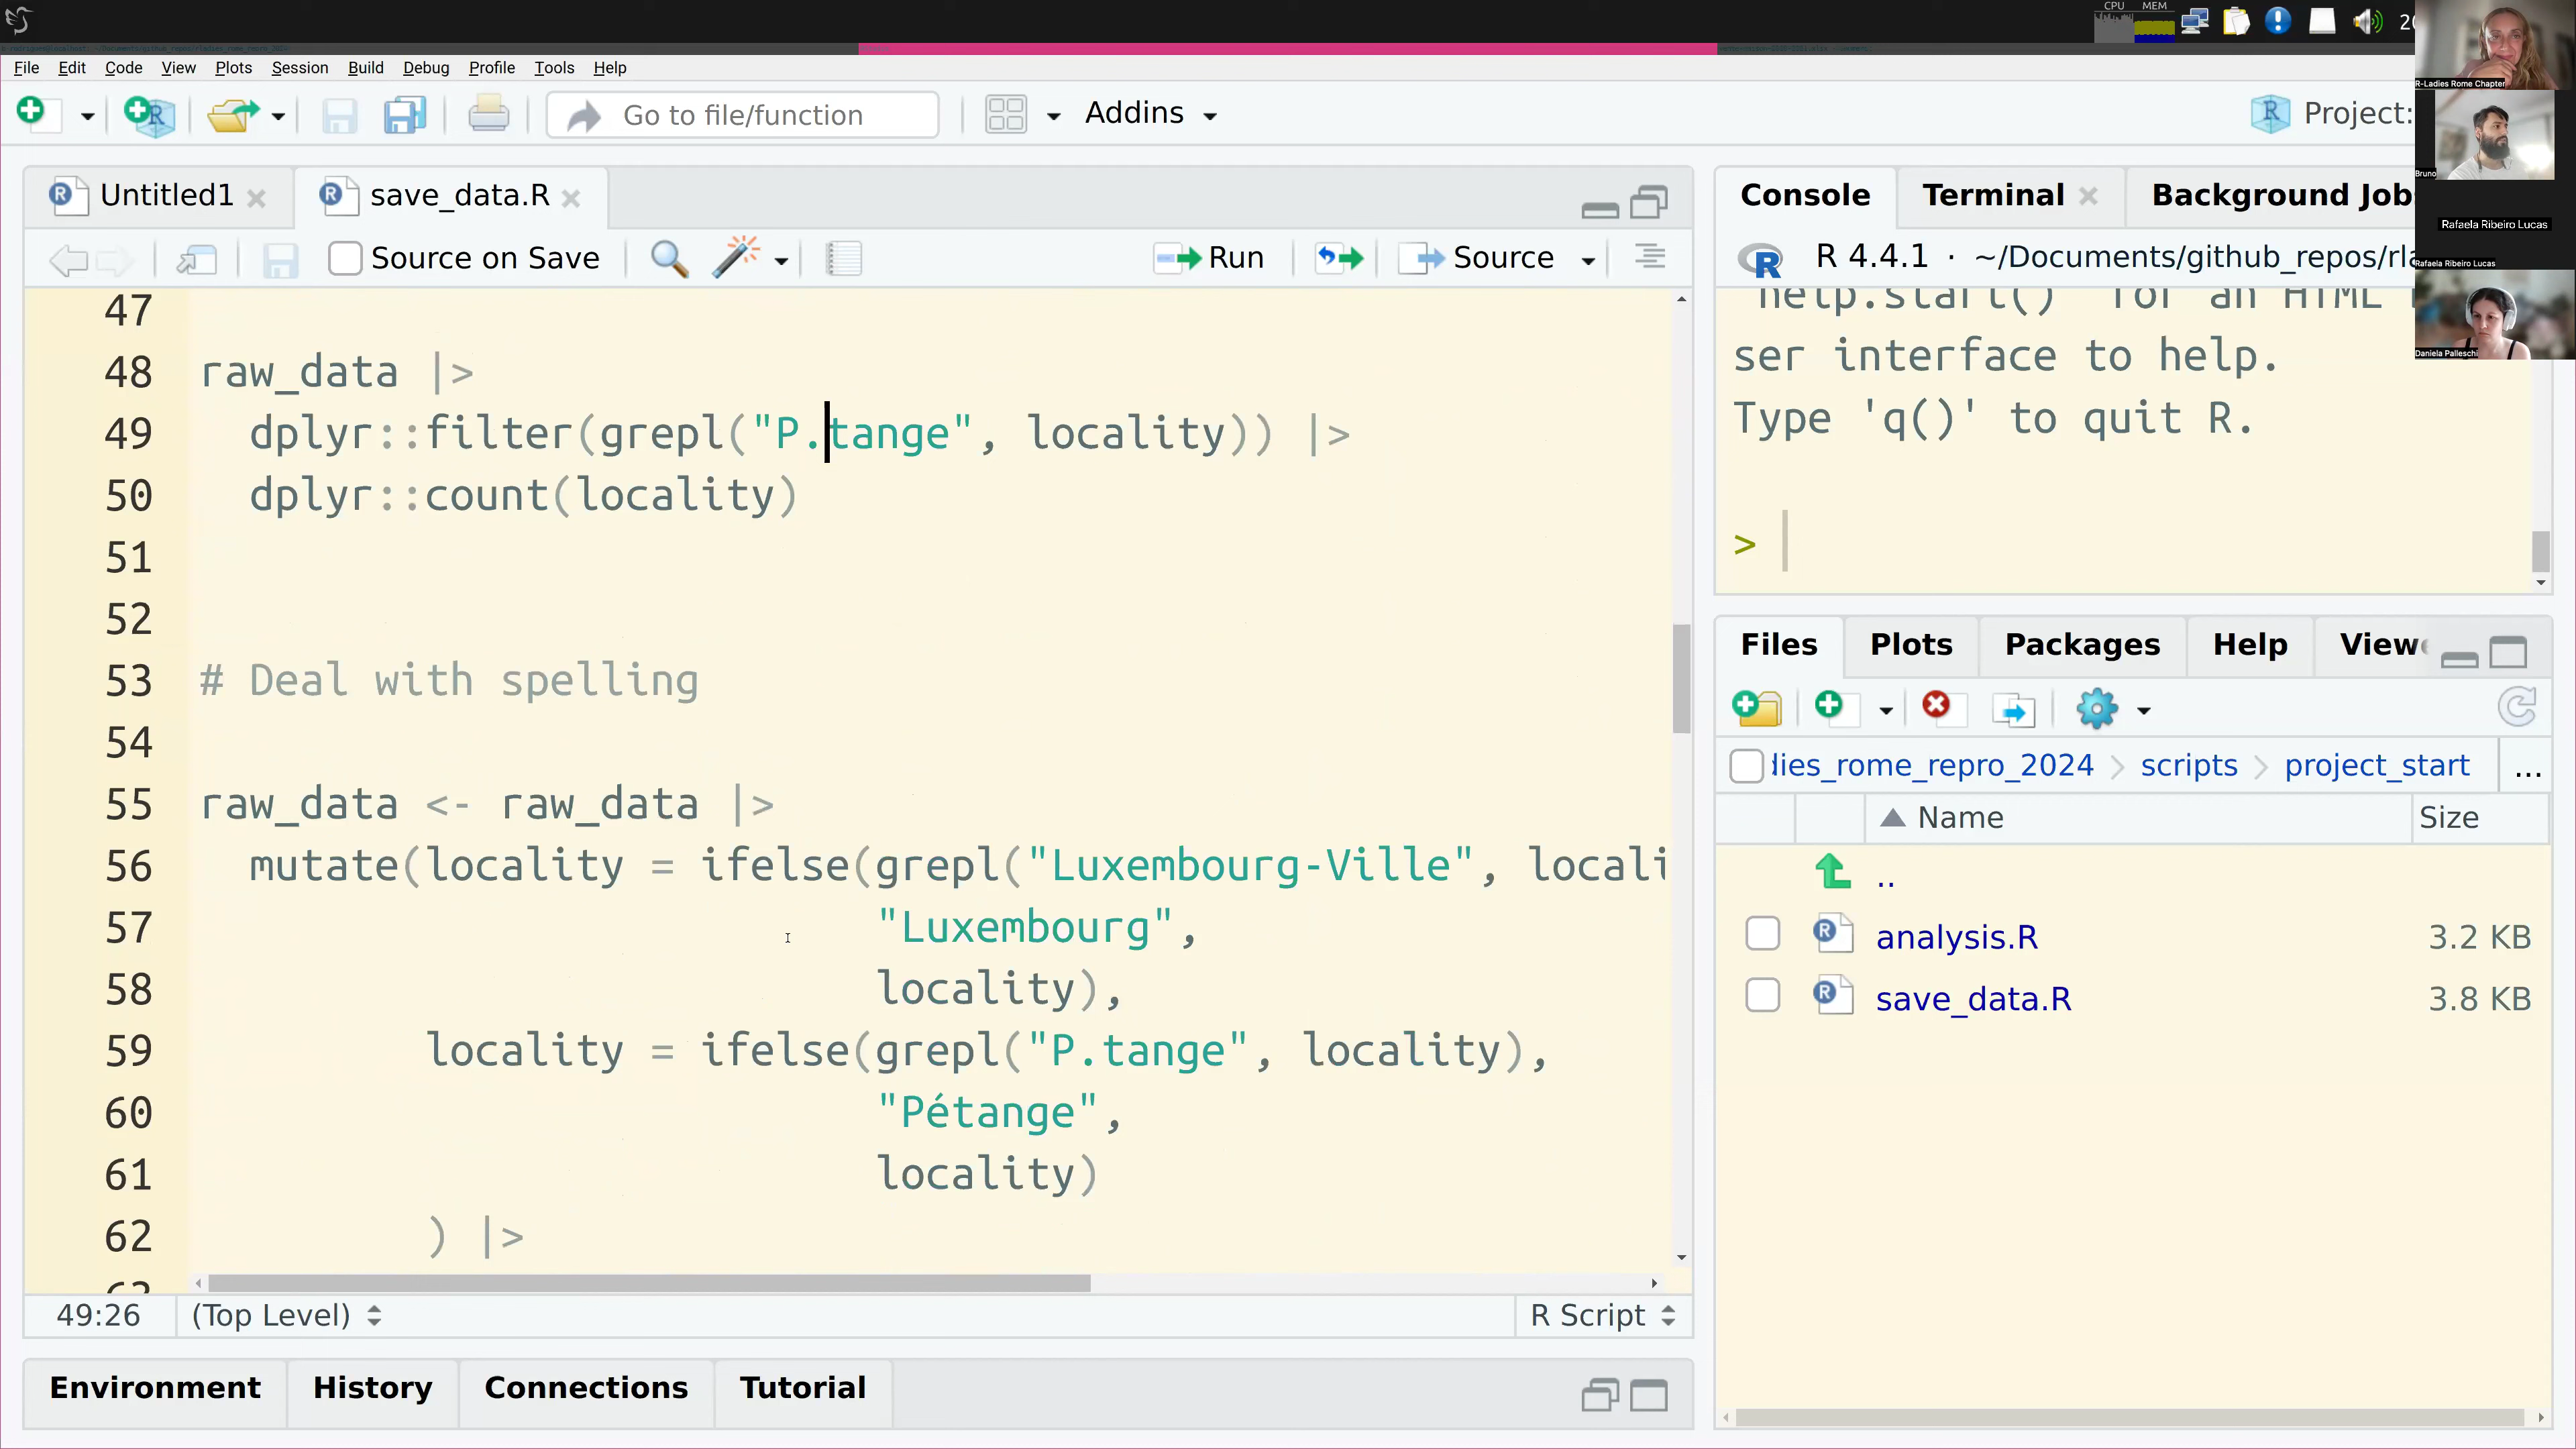 CPU MEM
File Edit Code View Plots Session Build Debug Profile Tools Help
Go to file/function Addins Project:
R-Ladies Rome Chapter
Bruno
Rafaela Ribeiro Lucas
Rafaela Ribeiro Lucas
Daniela Palleschi
Untitled1 save_data.R
Source on Save Run Source
47
48 raw_data |>
49 dplyr::filter(grepl("P.tange", locality)) |>
50 dplyr::count(locality)
51
52
53 # Deal with spelling
54
55 raw_data <- raw_data |>
56 mutate(locality = ifelse(grepl("Luxembourg-Ville", locali
57 "Luxembourg",
58 locality),
59 locality = ifelse(grepl("P.tange", locality),
60 "Pétange",
61 locality)
62 ) |>
49:26 (Top Level) R Script
Environment History Connections Tutorial
Console Terminal Background Job
R 4.4.1 · ~/Documents/github_repos/rla
help.start() for an HTML
ser interface to help.
Type 'q()' to quit R.
>
Files Plots Packages Help View
dies_rome_repro_2024 scripts project_start ...
Name Size
..
analysis.R 3.2 KB
save_data.R 3.8 KB